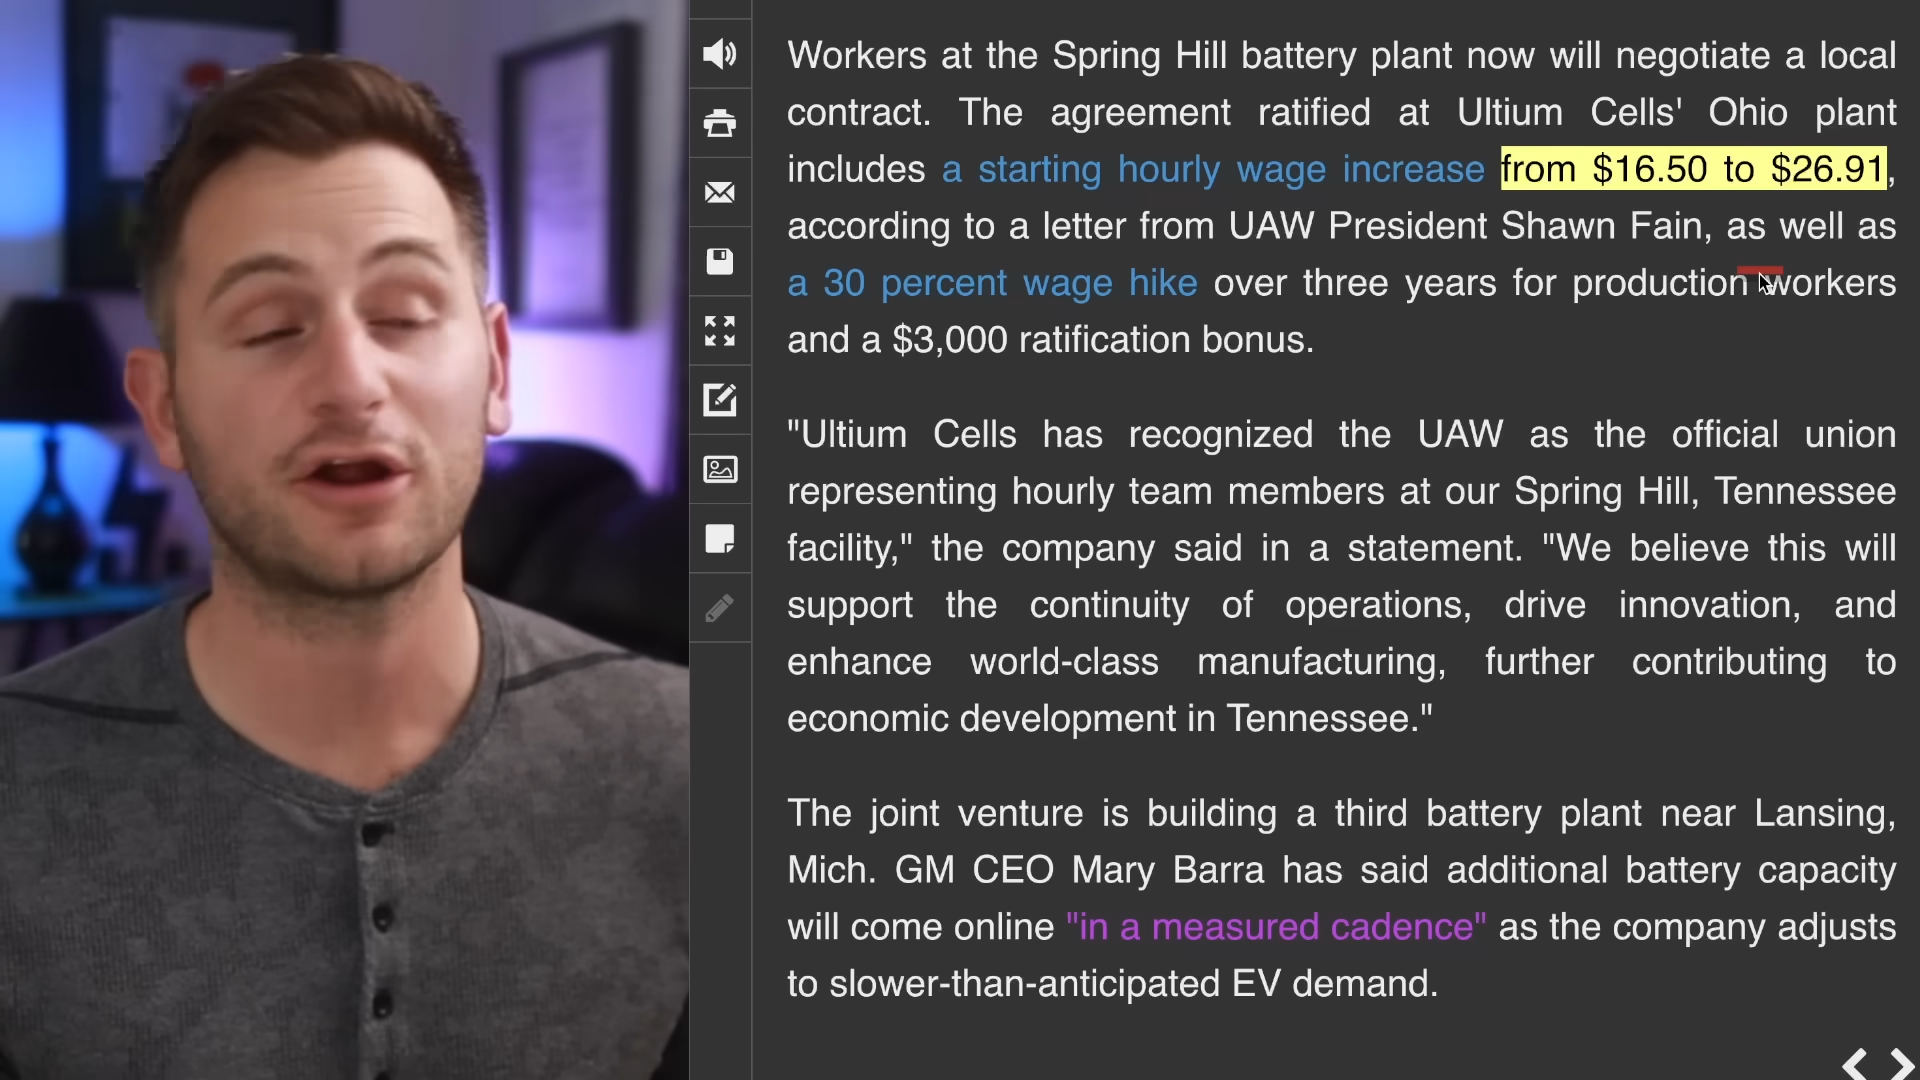 Workers at the Spring Hill battery plant now will negotiate a local
contract. The agreement ratified at Ultium Cells' Ohio plant
includes a starting hourly wage increase from $16.50 to $26.91,
according to a letter from UAW President Shawn Fain, as well as
a 30 percent wage hike over three years for production workers
and a $3,000 ratification bonus.
"Ultium Cells has recognized the UAW as the official union
representing hourly team members at our Spring Hill, Tennessee
facility," the company said in a statement. "We believe this will
support the continuity of operations, drive innovation, and
enhance world-class manufacturing, further contributing to
economic development in Tennessee."
The joint venture is building a third battery plant near Lansing,
Mich. GM CEO Mary Barra has said additional battery capacity
will come online "in a measured cadence" as the company adjusts
to slower-than-anticipated EV demand.